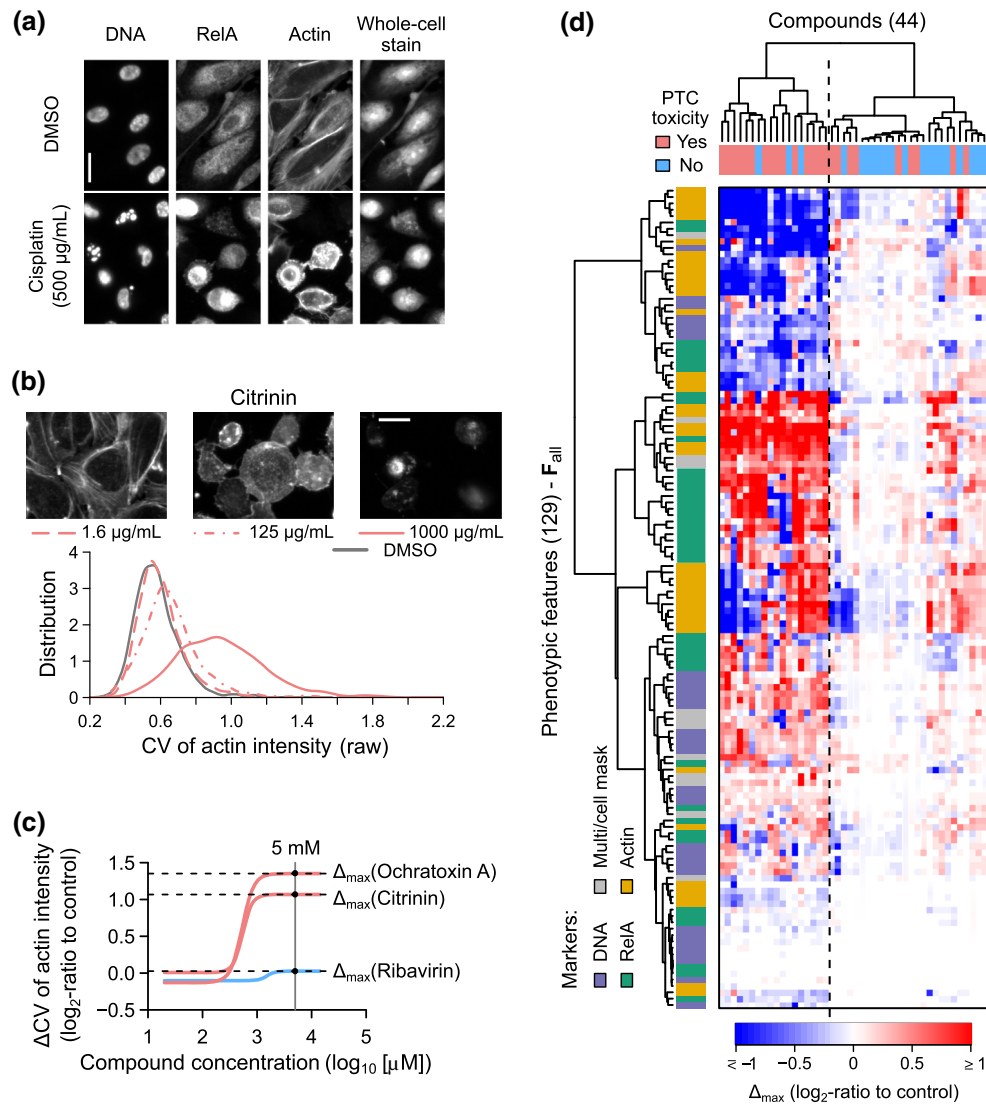 (a)
DNA
RelA
Actin
Whole-cell
stain
DMSO
Cisplatin
(500 µg/mL)
(b)
Citrinin
1.6 µg/mL
125 µg/mL
1000 µg/mL
DMSO
Distribution
4
3
2
1
0
0.2
0.6
1.0
1.4
1.8
2.2
CV of actin intensity (raw)
(c)
5 mM
ΔCV of actin intensity
(log2-ratio to control)
1.5
1.0
0.5
0.0
−0.5
Δmax(Ochratoxin A)
Δmax(Citrinin)
Δmax(Ribavirin)
1
2
3
4
5
Compound concentration (log10 [µM])
(d)
Compounds (44)
PTC
toxicity
Yes
No
Phenotypic features (129) - Fall
Markers:
DNA
RelA
Multi/cell mask
Actin
≤ −1
−0.5
0
0.5
≥ 1
Δmax (log2-ratio to control)